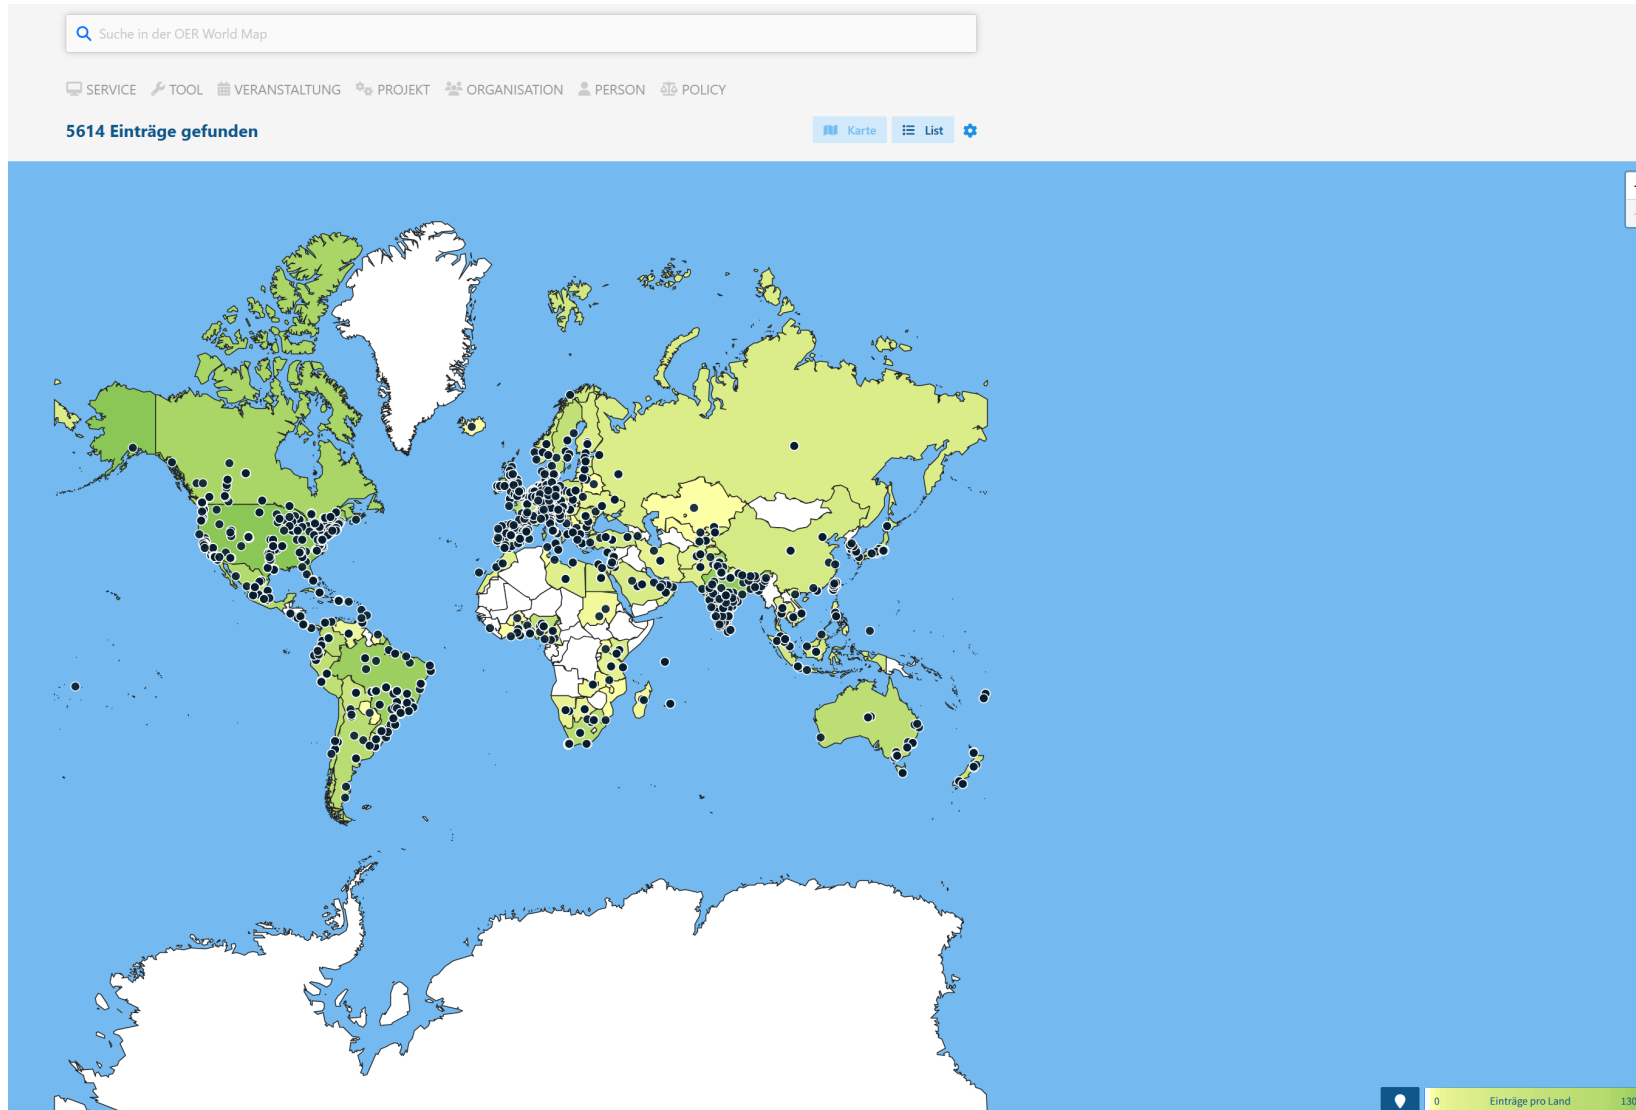 Suche in der OER World Map
SERVICE TOOL VERANSTALTUNG PROJEKT ORGANISATION PERSON POLICY
5614 Einträge gefunden
Karte List
0 Einträge pro Land 130